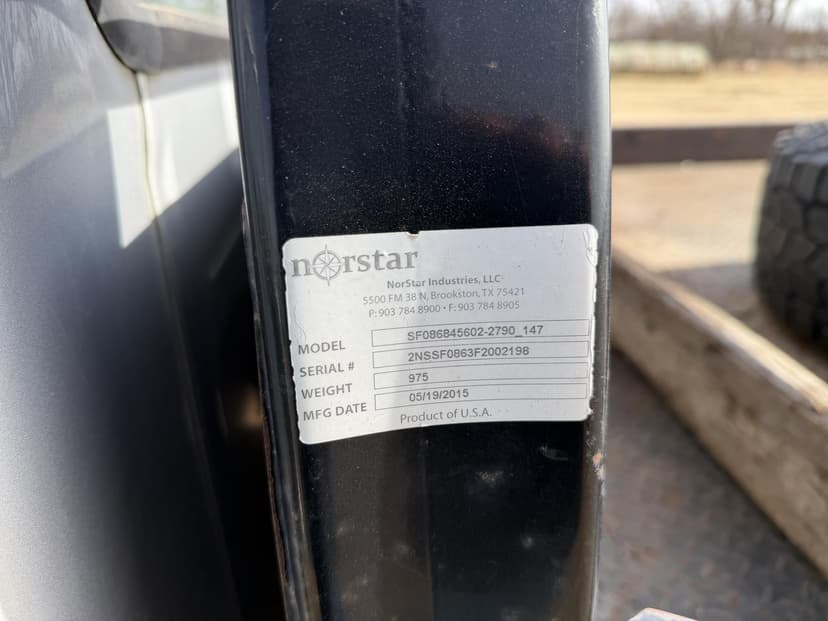 norstar
NorStar Industries, LLC
5500 FM 38 N, Brookston, TX 75421
P: 903 784 8900 • F: 903 784 8905
MODEL SF086845602-2790_147
SERIAL # 2NSSF0863F2002198
WEIGHT 975
MFG DATE 05/19/2015
Product of U.S.A.